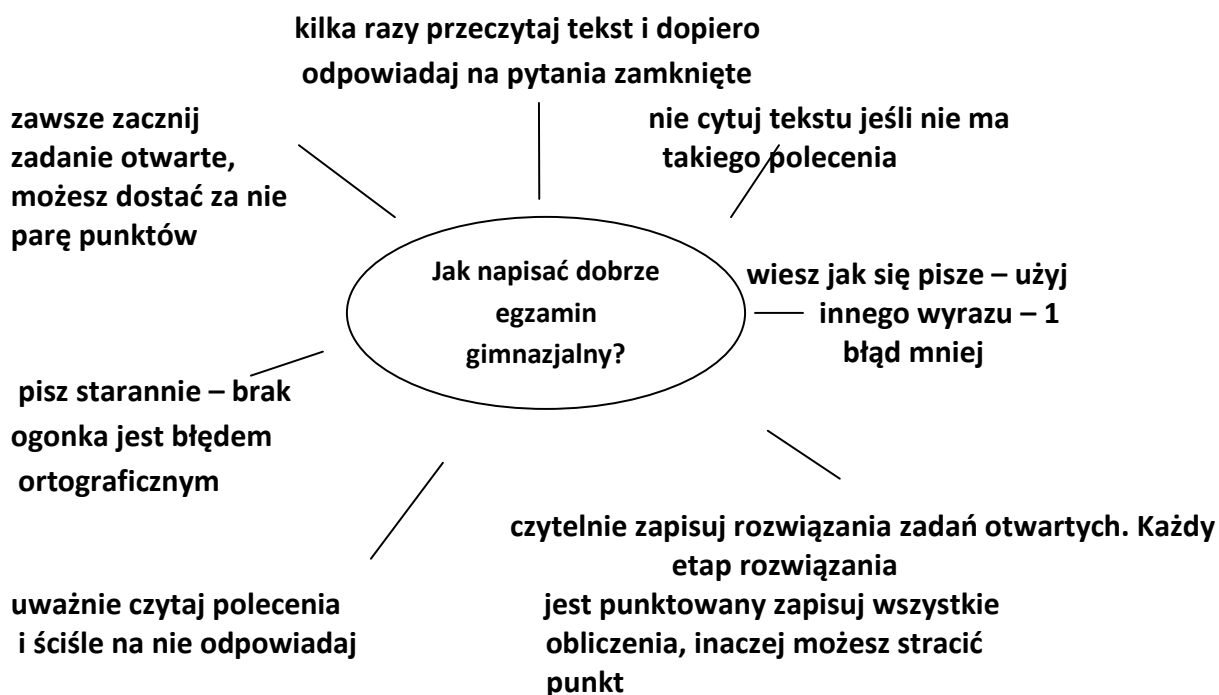 kilka razy przeczytaj tekst i dopiero
odpowiadaj na pytania zamknięte
zawsze zacznij
zadanie otwarte,
możesz dostać za nie
parę punktów
nie cytuj tekstu jeśli nie ma
takiego polecenia
Jak napisać dobrze
egzamin
gimnazjalny?
wiesz jak się pisze – użyj
innego wyrazu – 1
błąd mniej
pisz starannie – brak
ogonka jest błędem
ortograficznym
czytelnie zapisuj rozwiązania zadań otwartych. Każdy
etap rozwiązania
jest punktowany zapisuj wszystkie
obliczenia, inaczej możesz stracić
punkt
uważnie czytaj polecenia
i ściśle na nie odpowiadaj